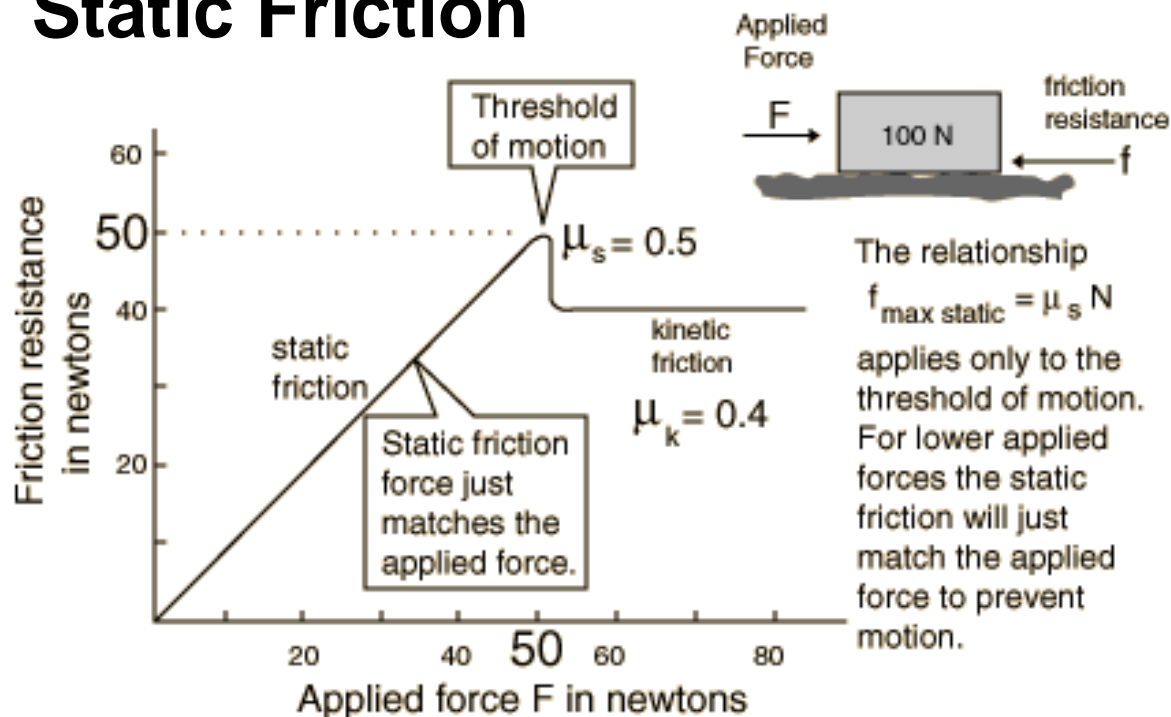 Static Friction
Applied
Force
F
100 N
friction
resistance
f
Threshold
of motion
60
50
40
20
Friction resistance
in newtons
μs = 0.5
static
friction
kinetic
friction
μk = 0.4
Static friction
force just
matches the
applied force.
20
40
50
60
80
Applied force F in newtons
The relationship
f max static = μ s N
applies only to the
threshold of motion.
For lower applied
forces the static
friction will just
match the applied
force to prevent
motion.